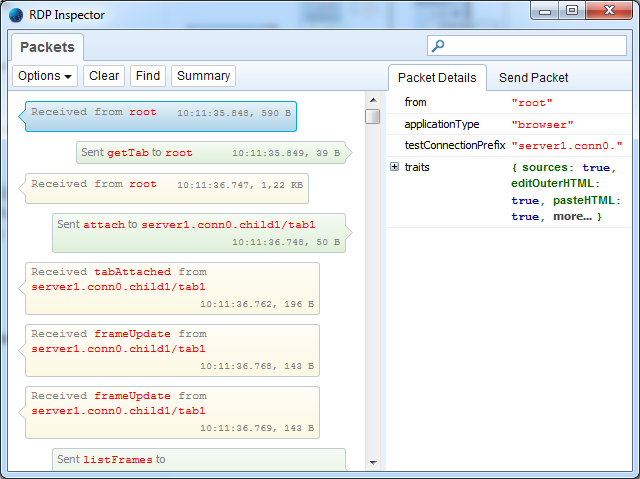 RDP Inspector
Packets
Options Clear Find Summary
Received from root 10:11:35.848, 590 B
Sent getTab to root 10:11:35.849, 39 B
Received from root 10:11:36.747, 1,22 KB
Sent attach to server1.conn0.child1/tab1
10:11:36.748, 50 B
Received tabAttached from
server1.conn0.child1/tab1
10:11:36.762, 196 B
Received frameUpdate from
server1.conn0.child1/tab1
10:11:36.768, 143 B
Received frameUpdate from
server1.conn0.child1/tab1
10:11:36.769, 143 B
Sent listFrames to
Packet Details Send Packet
from "root"
applicationType "browser"
testConnectionPrefix "server1.conn0."
traits { sources: true,
editOuterHTML:
true, pasteHTML:
true, more... }